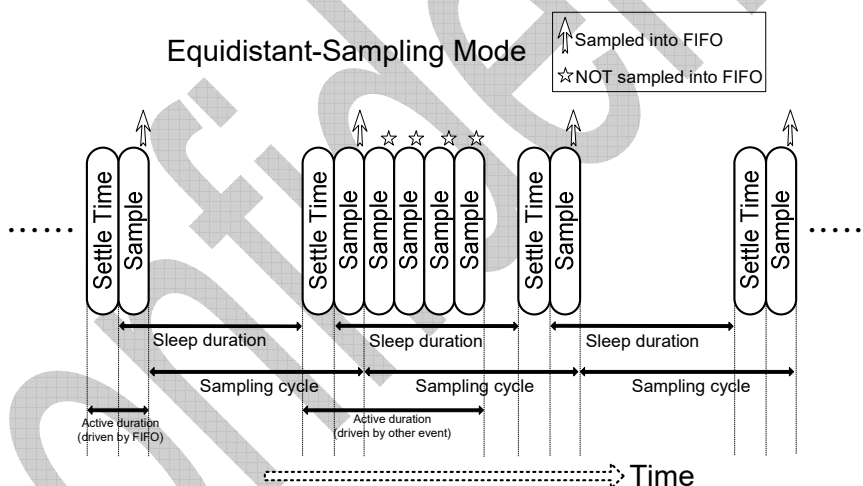 Equidistant-Sampling Mode
Sampled into FIFO
NOT sampled into FIFO
Settle Time
Sample
Settle Time
Sample
Sample
Sample
Sample
Sample
Settle Time
Sample
Settle Time
Sample
Sleep duration
Sleep duration
Sleep duration
Sampling cycle
Sampling cycle
Sampling cycle
Active duration
(driven by FIFO)
Active duration
(driven by other event)
Time